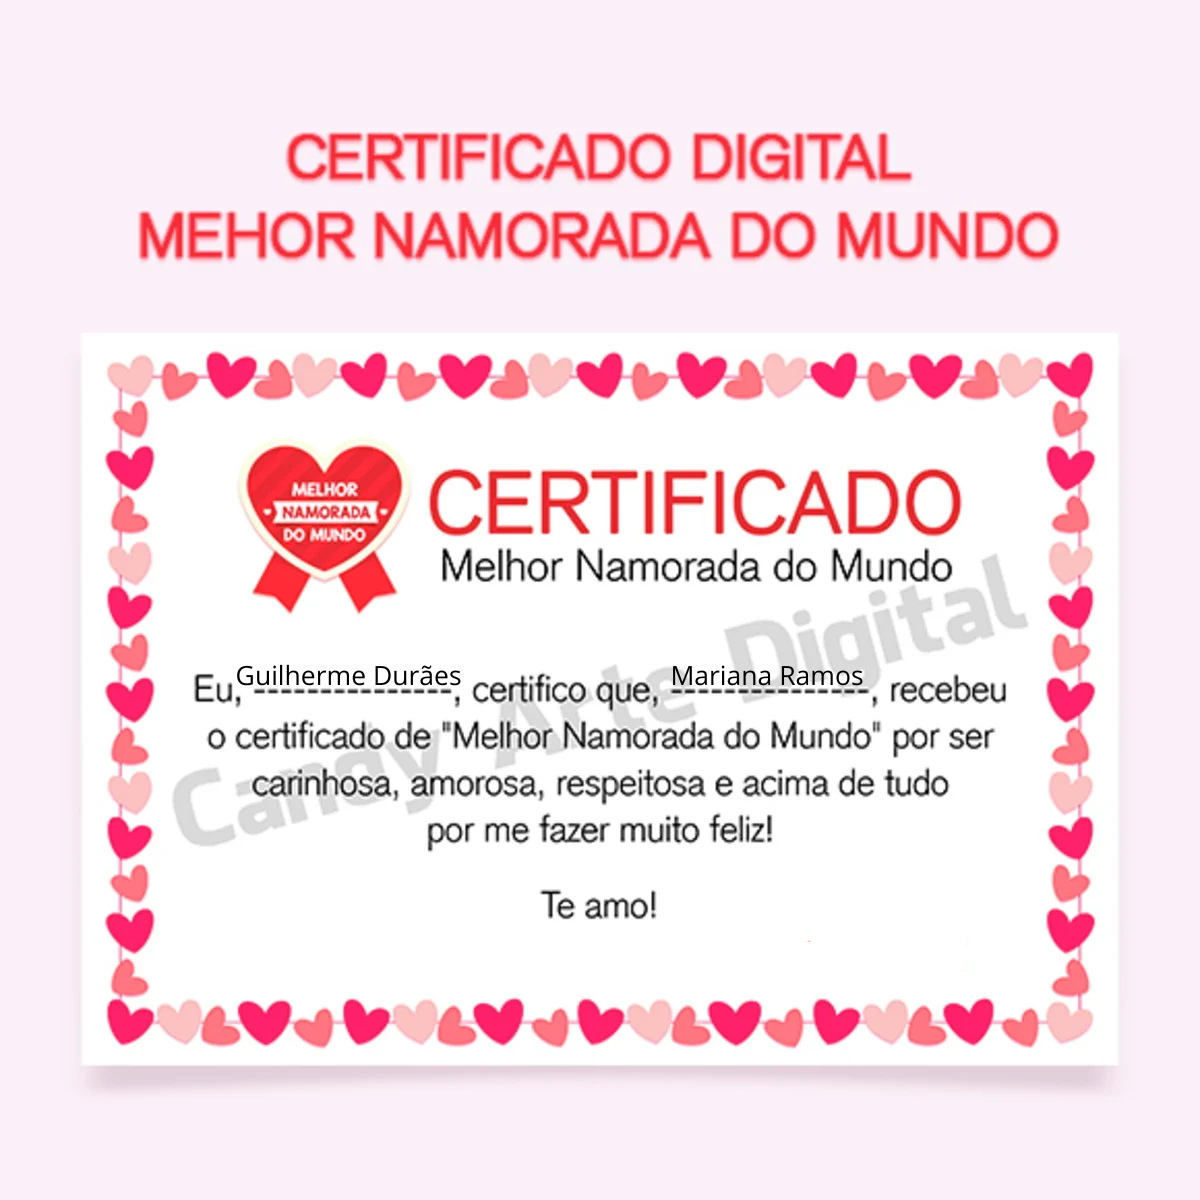 CERTIFICADO DIGITAL
MEHOR NAMORADA DO MUNDO
MELHOR
NAMORADA
DO MUNDO
CERTIFICADO
Melhor Namorada do Mundo
Eu, Guilherme Durães, certifico que, Mariana Ramos, recebeu
o certificado de "Melhor Namorada do Mundo" por ser
carinhosa, amorosa, respeitosa e acima de tudo
por me fazer muito feliz!
Te amo!
Candy Arte Digital